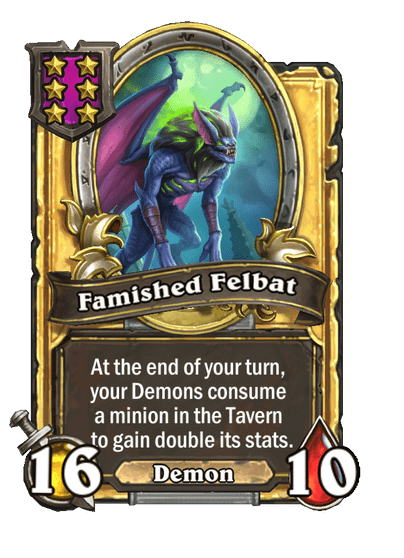 Famished Felbat
At the end of your turn,
your Demons consume
a minion in the Tavern
to gain double its stats.
16
Demon
10